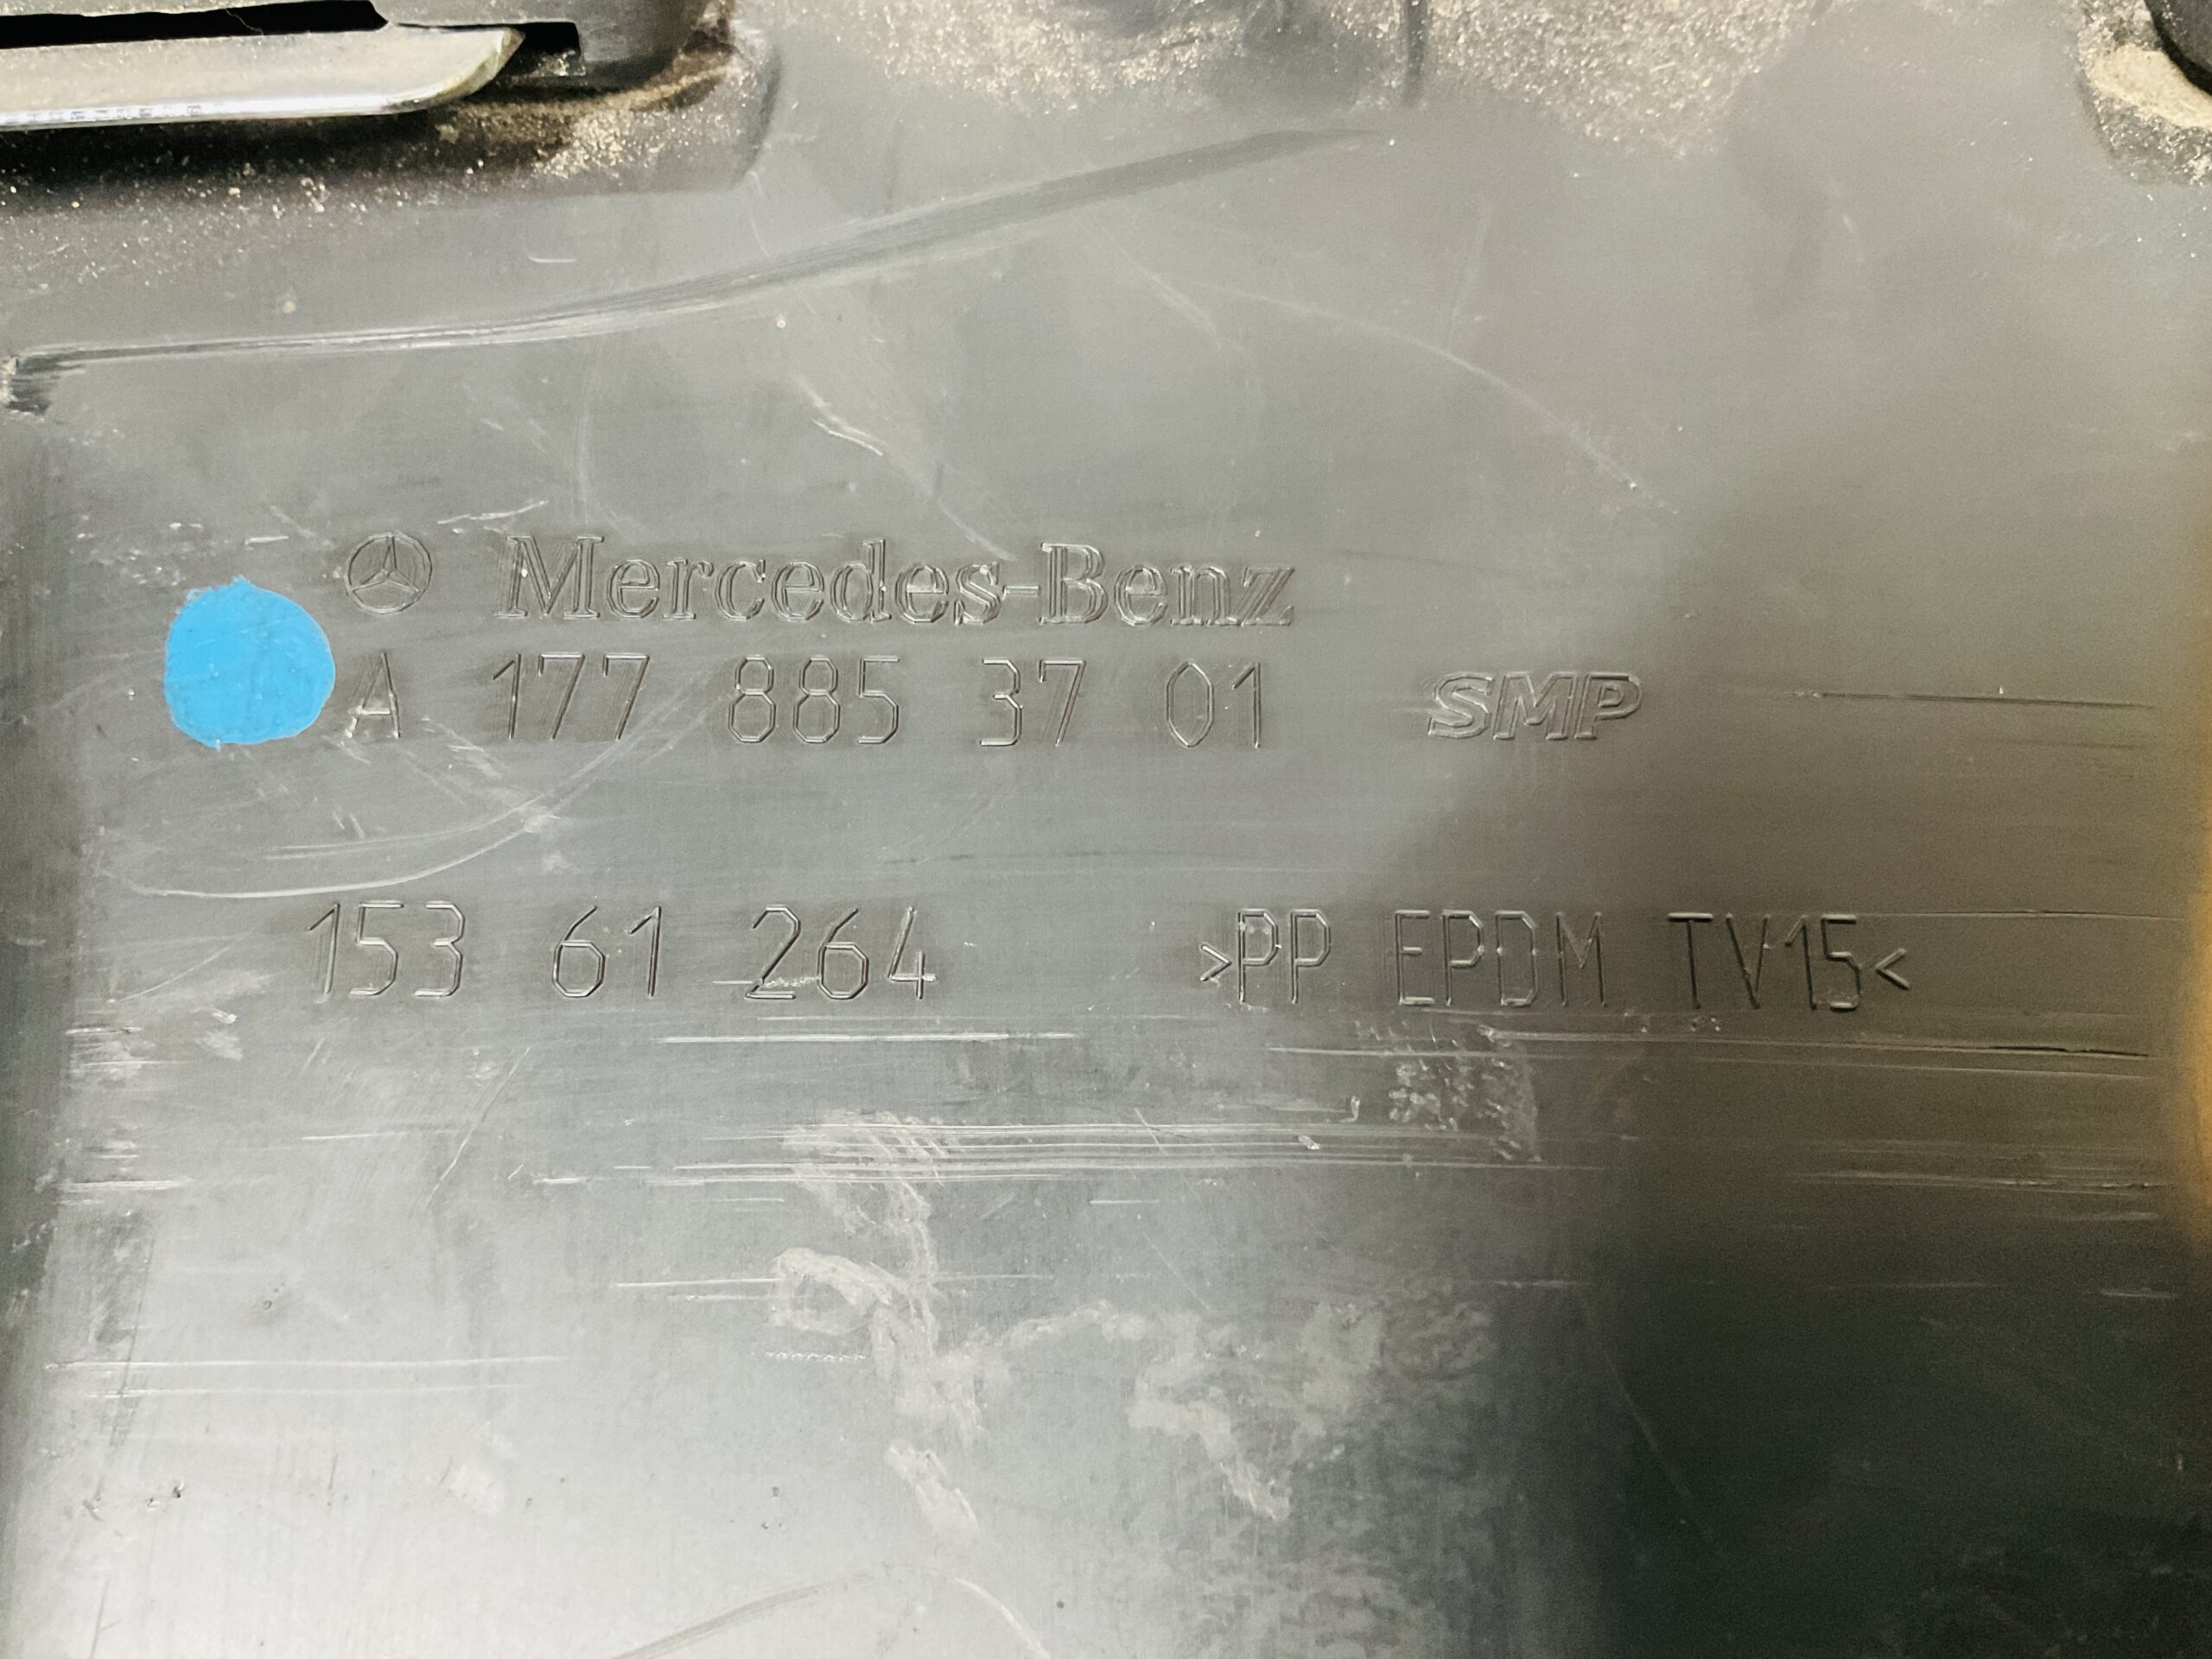 Mercedes-Benz
A 177 885 37 01 SMP
153 61 264 >PP EPDM TV15<